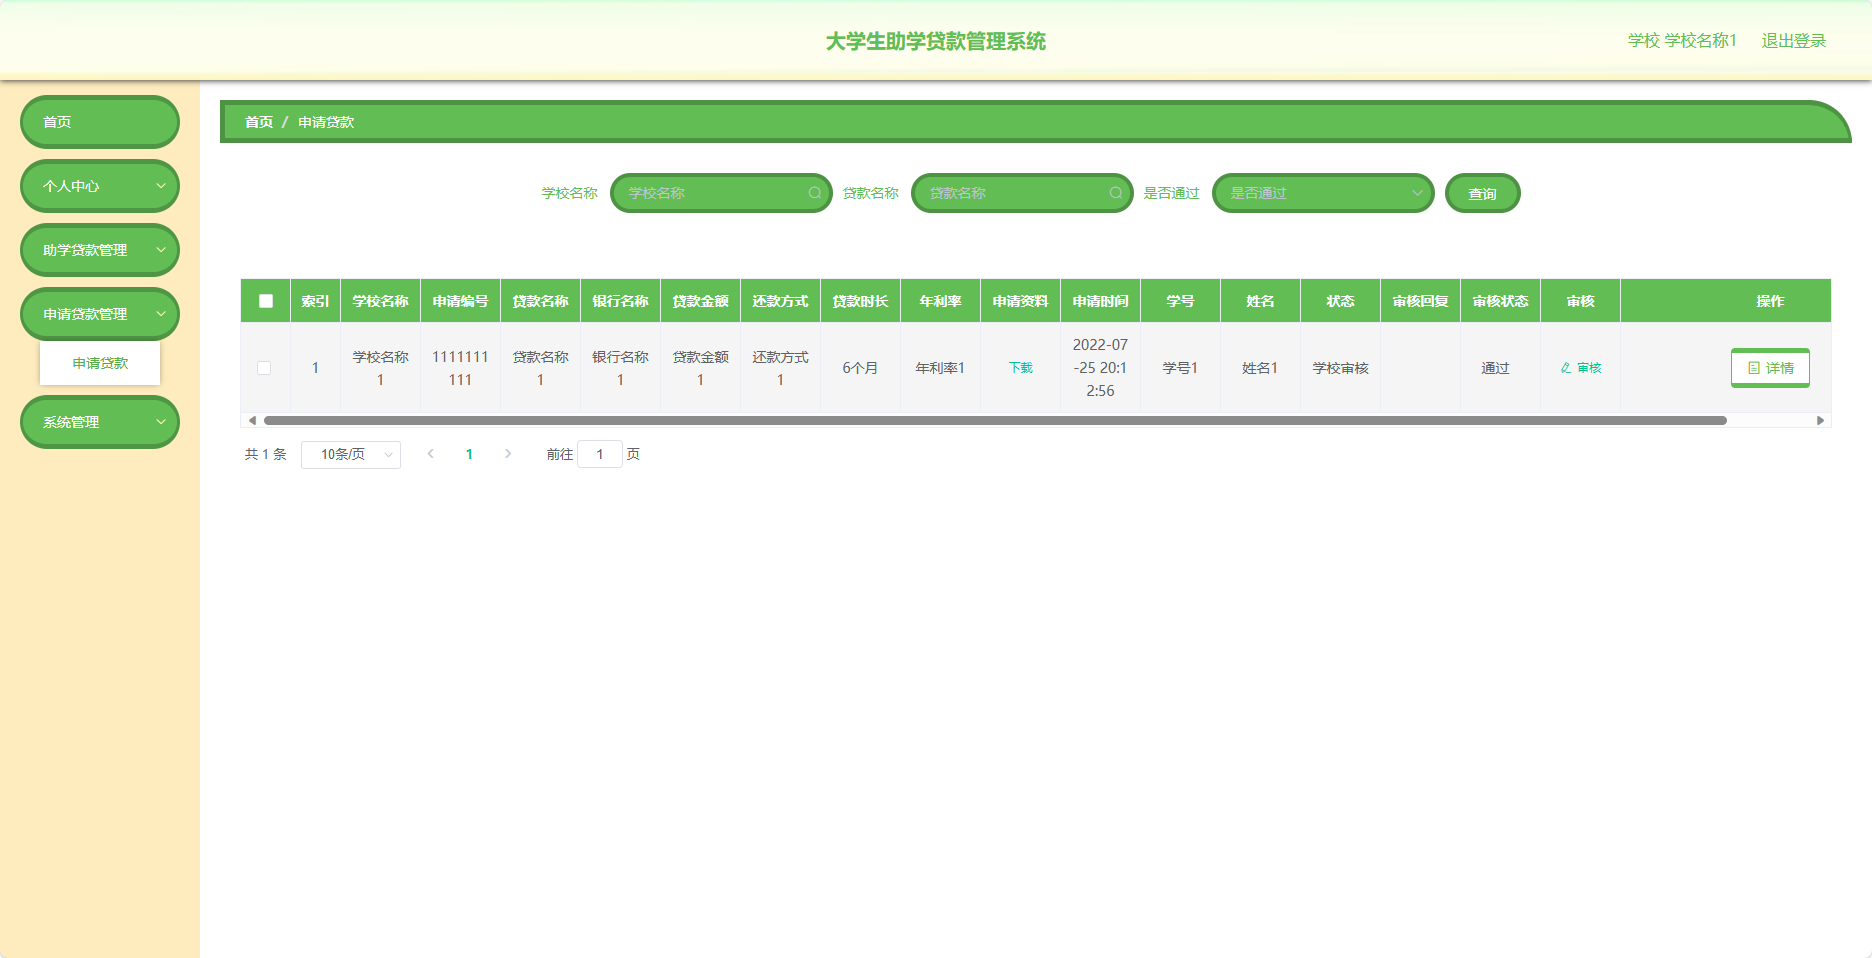 大学生助学贷款管理系统
学校 学校名称1 退出登录
首页
个人中心
助学贷款管理
申请贷款管理
申请贷款
系统管理
首页 / 申请贷款
学校名称 学校名称 贷款名称 贷款名称 是否通过 是否通过 查询
索引 学校名称 申请编号 贷款名称 银行名称 贷款金额 还款方式 贷款时长 年利率 申请资料 申请时间 学号 姓名 状态 审核回复 审核状态 审核 操作
1 学校名称1 1111111111 贷款名称1 银行名称1 贷款金额1 还款方式1 6个月 年利率1 下载 2022-07-25 20:12:56 学号1 姓名1 学校审核 通过 审核 详情
共 1 条 10条/页 1 前往 1 页